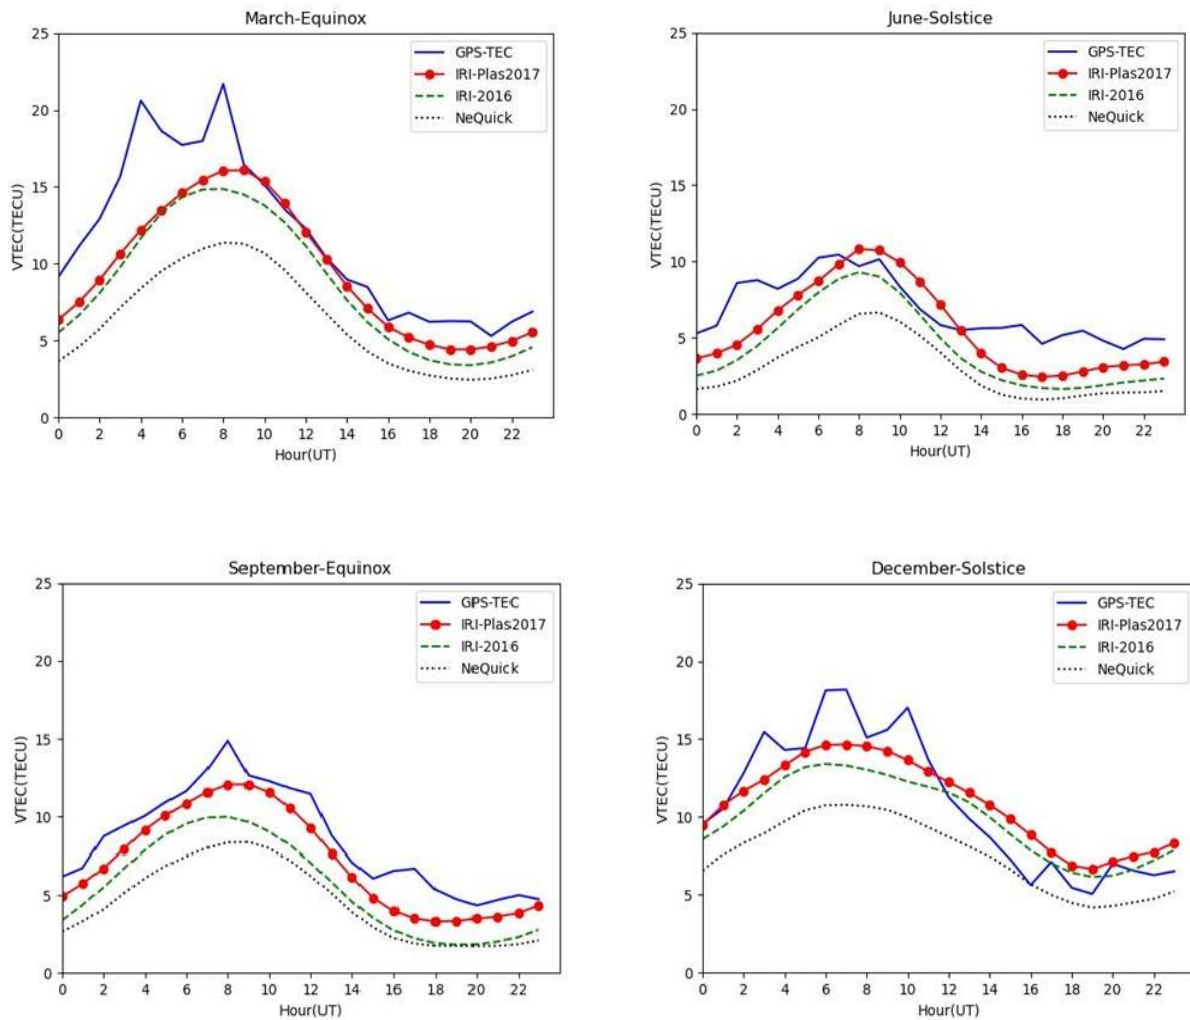 March-Equinox
25
20
15
10
5
0
VTEC(TECU)
GPS-TEC
IRI-Plas2017
IRI-2016
NeQuick
0 2 4 6 8 10 12 14 16 18 20 22
Hour(UT)
June-Solstice
25
20
15
10
5
0
VTEC(TECU)
GPS-TEC
IRI-Plas2017
IRI-2016
NeQuick
0 2 4 6 8 10 12 14 16 18 20 22
Hour(UT)
September-Equinox
25
20
15
10
5
0
VTEC(TECU)
GPS-TEC
IRI-Plas2017
IRI-2016
NeQuick
0 2 4 6 8 10 12 14 16 18 20 22
Hour(UT)
December-Solstice
25
20
15
10
5
0
VTEC(TECU)
GPS-TEC
IRI-Plas2017
IRI-2016
NeQuick
0 2 4 6 8 10 12 14 16 18 20 22
Hour(UT)